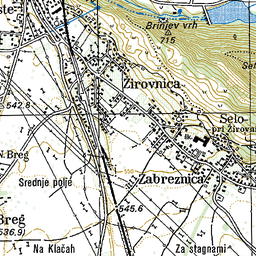 ste
Brinjev vrh
715
Žirovnica
542.8
Selo
pri Žirovni
N. Breg
Srednje polje
Zabreznica
545.6
Breg
536.9)
Na Klačah
Za stagnami